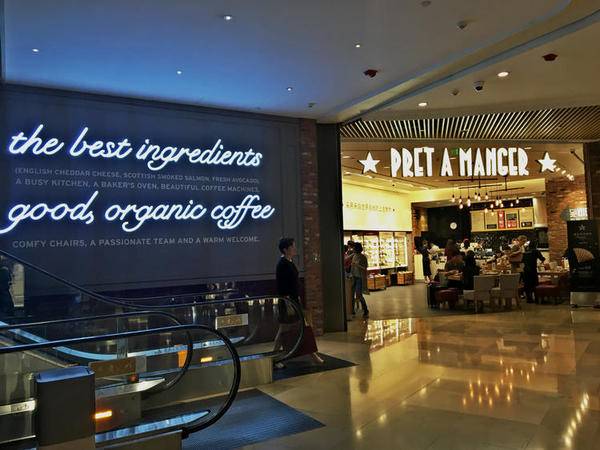 the best ingredients
(ENGLISH CHEDDAR CHEESE, SCOTTISH SMOKED SALMON, FRESH AVOCADO)
A BUSY KITCHEN, A BAKER'S OVEN, BEAUTIFUL COFFEE MACHINES,
good, organic coffee
COMFY CHAIRS, A PASSIONATE TEAM AND A WARM WELCOME.
PRET A MANGER